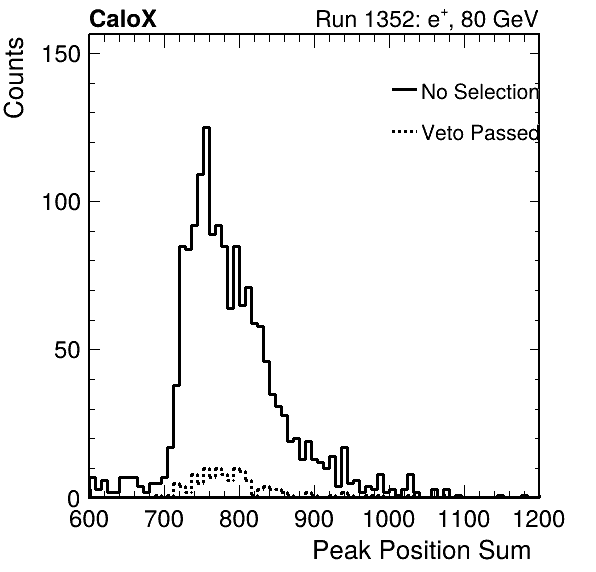 CaloX Run 1352: e⁺, 80 GeV
Counts
150
No Selection
Veto Passed
100
50
0
600 700 800 900 1000 1100 1200
Peak Position Sum